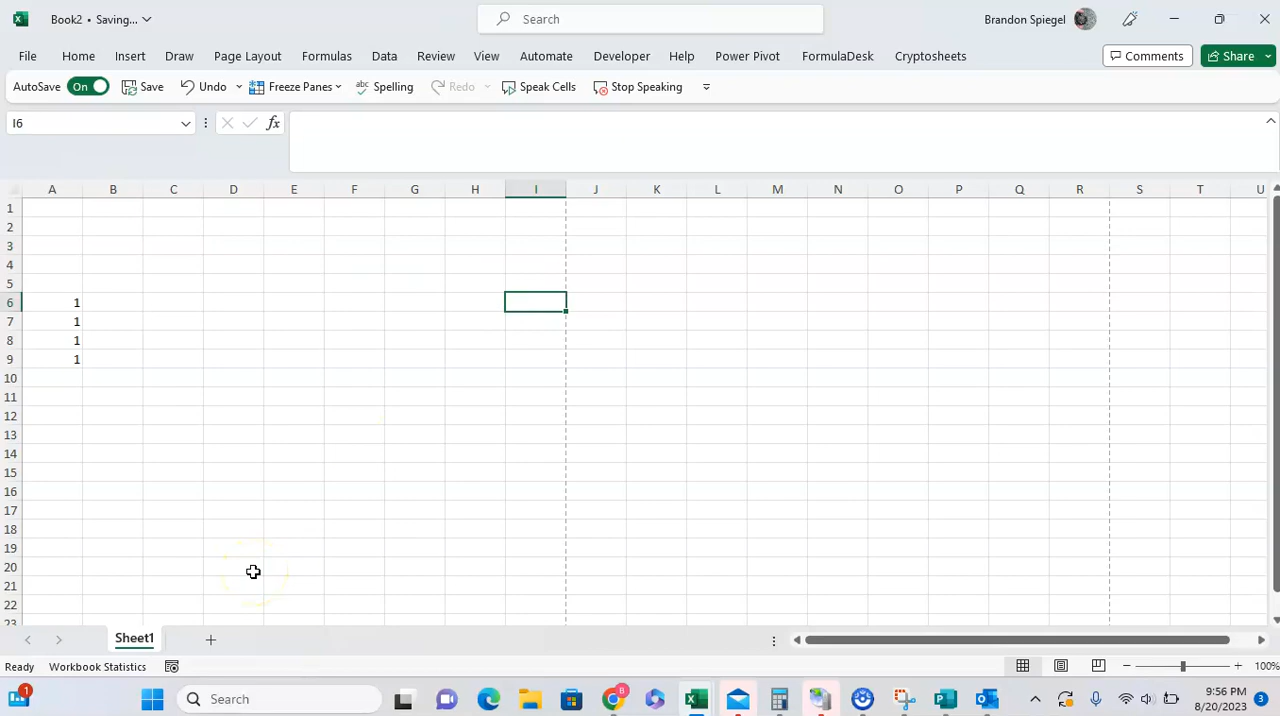 Book2 • Saving...
Search
Brandon Spiegel
File Home Insert Draw Page Layout Formulas Data Review View Automate Developer Help Power Pivot FormulaDesk Cryptosheets
Comments Share
AutoSave On Save Undo Freeze Panes abc Spelling Redo Speak Cells Stop Speaking
I6 fx
A B C D E F G H I J K L M N O P Q R S T U
1
2
3
4
5
6 1
7 1
8 1
9 1
10
11
12
13
14
15
16
17
18
19
20
21
22
23
Sheet1
Ready Workbook Statistics 100%
1 Search B 9:56 PM 3
8/20/2023